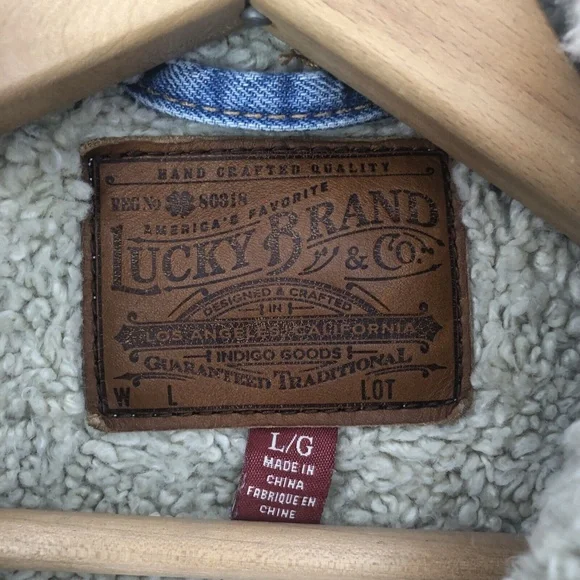 HAND CRAFTED QUALITY
REG No 80318
AMERICA'S FAVORITE
LUCKY BRAND
& Co.
DESIGNED & CRAFTED
IN
LOS ANGELES, CALIFORNIA
INDIGO GOODS
GUARANTEED TRADITIONAL
W L LOT
L/G
MADE IN
CHINA
FABRIQUE EN
CHINE